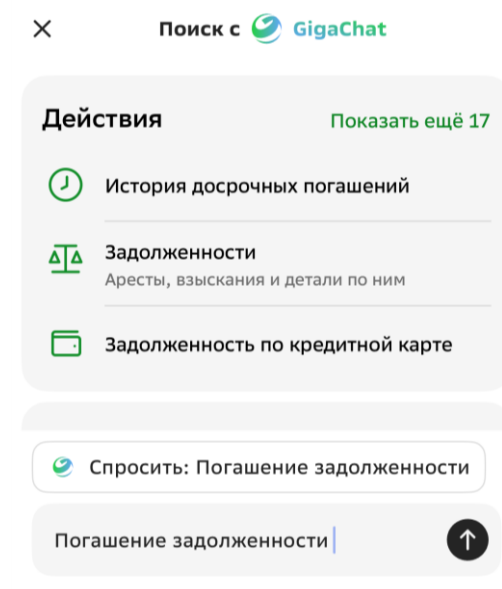 Поиск с GigaChat
Действия
Показать ещё 17
История досрочных погашений
Задолженности
Аресты, взыскания и детали по ним
Задолженность по кредитной карте
Спросить: Погашение задолженности
Погашение задолженности